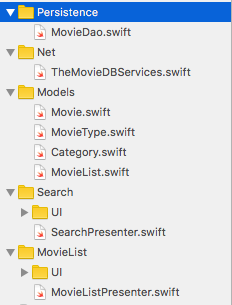 Persistence
MovieDao.swift
Net
TheMovieDBServices.swift
Models
Movie.swift
MovieType.swift
Category.swift
MovieList.swift
Search
UI
SearchPresenter.swift
MovieList
UI
MovieListPresenter.swift